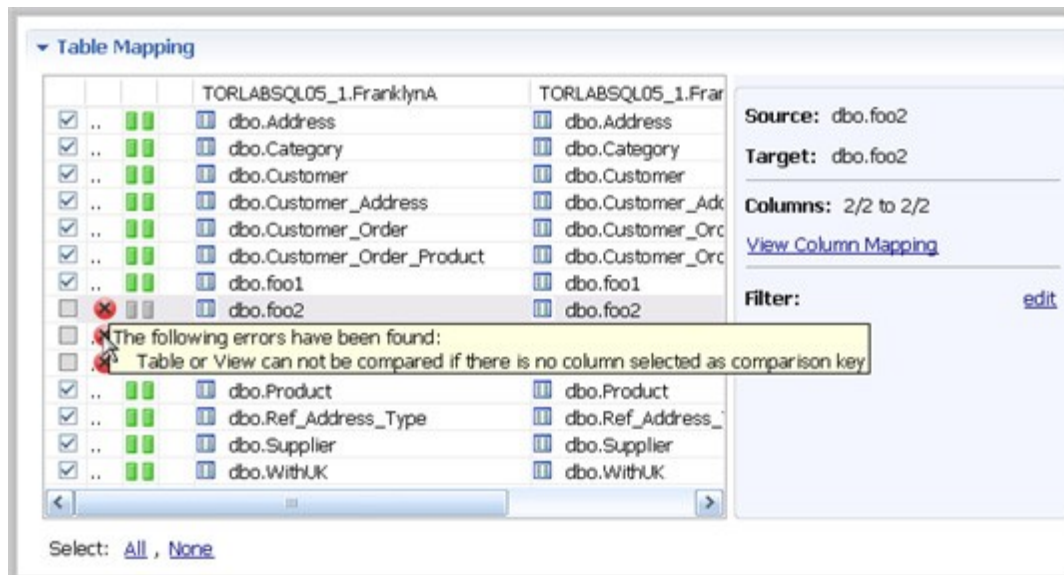 Table Mapping
TORLABSQL05_1.FranklynA TORLABSQL05_1.Fran
.. dbo.Address dbo.Address
.. dbo.Category dbo.Category
.. dbo.Customer dbo.Customer
.. dbo.Customer_Address dbo.Customer_Add
.. dbo.Customer_Order dbo.Customer_Orc
.. dbo.Customer_Order_Product dbo.Customer_Orc
.. dbo.foo1 dbo.foo1
dbo.foo2 dbo.foo2
The following errors have been found:
Table or View can not be compared if there is no column selected as comparison key
.. dbo.Product dbo.Product
.. dbo.Ref_Address_Type dbo.Ref_Address_
.. dbo.Supplier dbo.Supplier
.. dbo.WithUK dbo.WithUK
Select: All , None
Source: dbo.foo2
Target: dbo.foo2
Columns: 2/2 to 2/2
View Column Mapping
Filter: edit